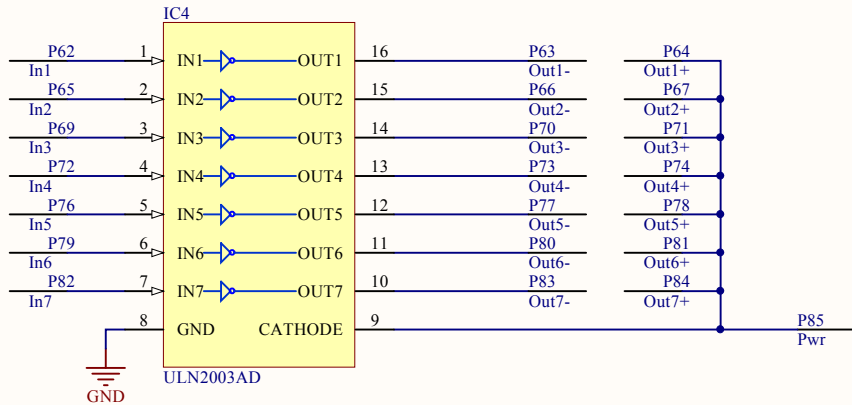 IC4
P62 1 IN1 OUT1 16 P63 P64
In1 Out1- Out1+
P65 2 IN2 OUT2 15 P66 P67
In2 Out2- Out2+
P69 3 IN3 OUT3 14 P70 P71
In3 Out3- Out3+
P72 4 IN4 OUT4 13 P73 P74
In4 Out4- Out4+
P76 5 IN5 OUT5 12 P77 P78
In5 Out5- Out5+
P79 6 IN6 OUT6 11 P80 P81
In6 Out6- Out6+
P82 7 IN7 OUT7 10 P83 P84
In7 Out7- Out7+
8 GND CATHODE 9 P85
Pwr
ULN2003AD
GND